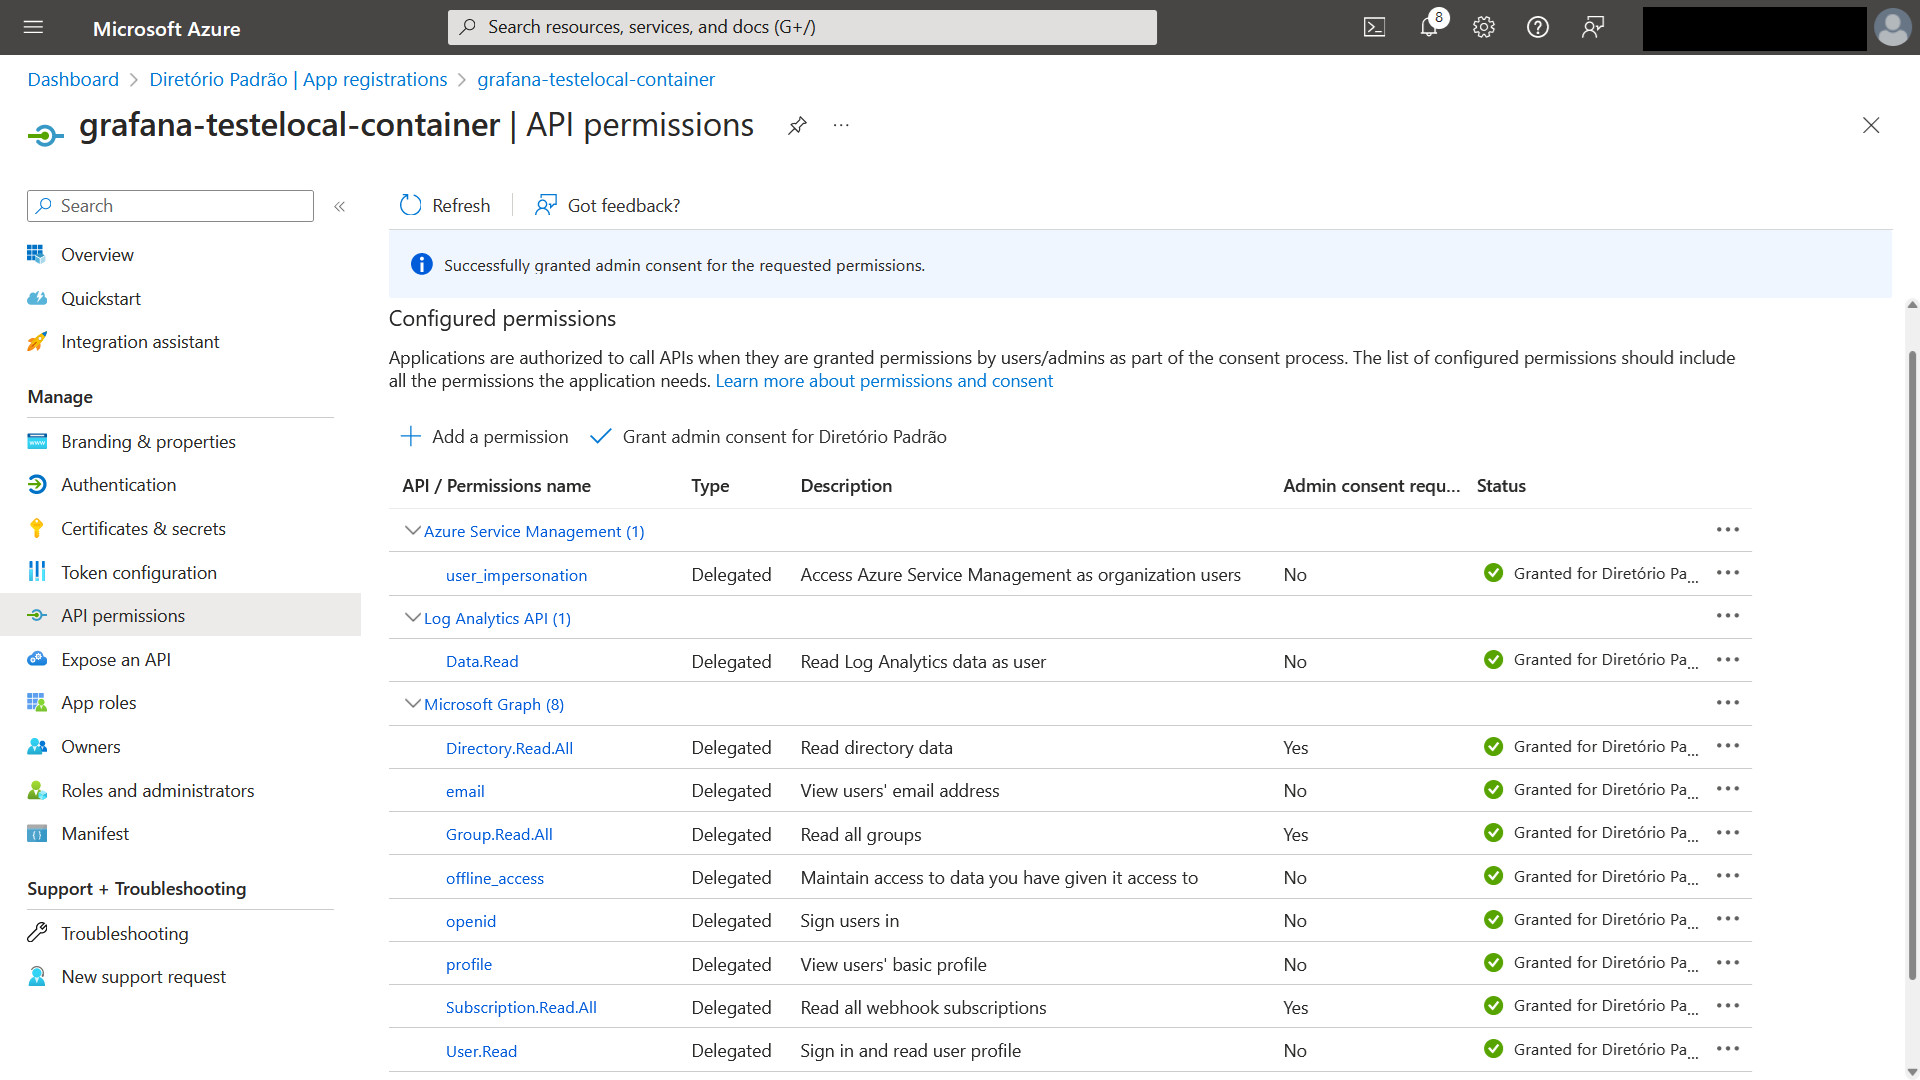 Microsoft Azure
Search resources, services, and docs (G+/)
8
Dashboard > Diretório Padrão | App registrations > grafana-testelocal-container
grafana-testelocal-container | API permissions
Search
Overview
Quickstart
Integration assistant
Manage
Branding & properties
Authentication
Certificates & secrets
Token configuration
API permissions
Expose an API
App roles
Owners
Roles and administrators
Manifest
Support + Troubleshooting
Troubleshooting
New support request
Refresh
Got feedback?
Successfully granted admin consent for the requested permissions.
Configured permissions
Applications are authorized to call APIs when they are granted permissions by users/admins as part of the consent process. The list of configured permissions should include
all the permissions the application needs. Learn more about permissions and consent
Add a permission
Grant admin consent for Diretório Padrão
API / Permissions name Type Description Admin consent requ... Status
Azure Service Management (1)
user_impersonation Delegated Access Azure Service Management as organization users No Granted for Diretório Pa...
Log Analytics API (1)
Data.Read Delegated Read Log Analytics data as user No Granted for Diretório Pa...
Microsoft Graph (8)
Directory.Read.All Delegated Read directory data Yes Granted for Diretório Pa...
email Delegated View users' email address No Granted for Diretório Pa...
Group.Read.All Delegated Read all groups Yes Granted for Diretório Pa...
offline_access Delegated Maintain access to data you have given it access to No Granted for Diretório Pa...
openid Delegated Sign users in No Granted for Diretório Pa...
profile Delegated View users' basic profile No Granted for Diretório Pa...
Subscription.Read.All Delegated Read all webhook subscriptions Yes Granted for Diretório Pa...
User.Read Delegated Sign in and read user profile No Granted for Diretório Pa...